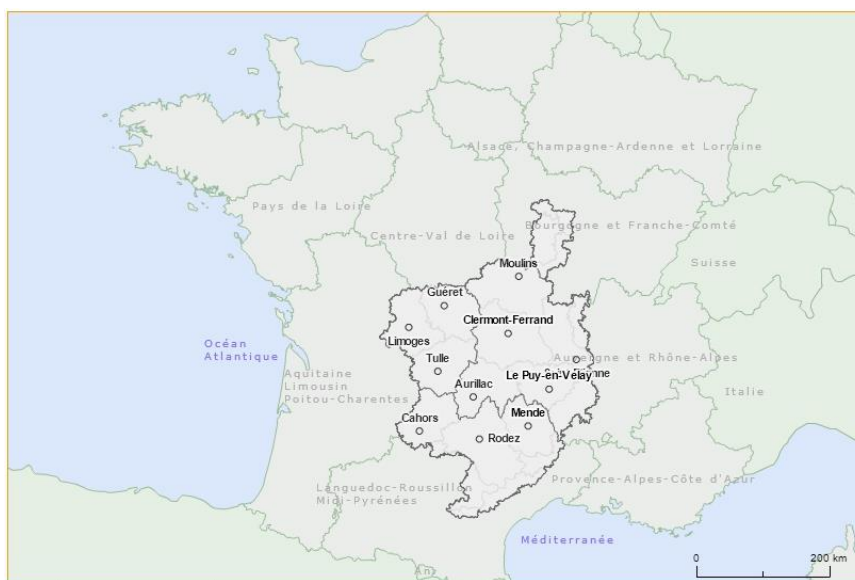 Alsace, Champagne-Ardenne et Lorraine
Pays de la Loire
Bourgogne et Franche-Comté
Centre-Val de Loire
Moulins
Suisse
Guéret
Clermont-Ferrand
Limoges
Océan
Atlantique
Tulle
Auvergne et Rhône-Alpes
Aquitaine
Limousin
Poitou-Charentes
Le Puy-en-Velay
Aurillac
Italie
Cahors
Mende
Rodez
Languedoc-Roussillon
Midi-Pyrénées
Provence-Alpes-Côte d'Azur
Méditerranée
0
200 km
An